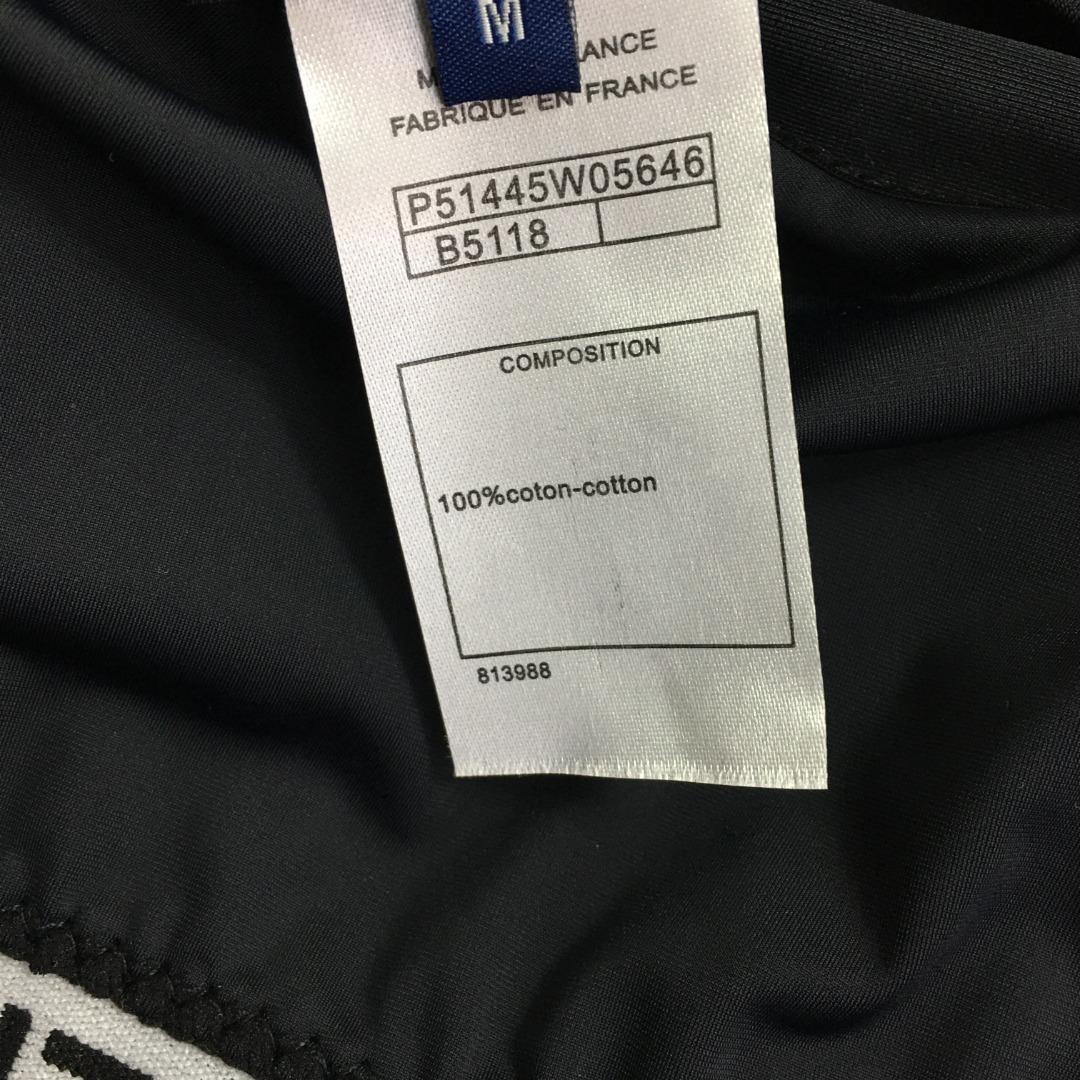 M
FABRIQUE EN FRANCE
P51445W05646
B5118
COMPOSITION
100%coton-cotton
813988